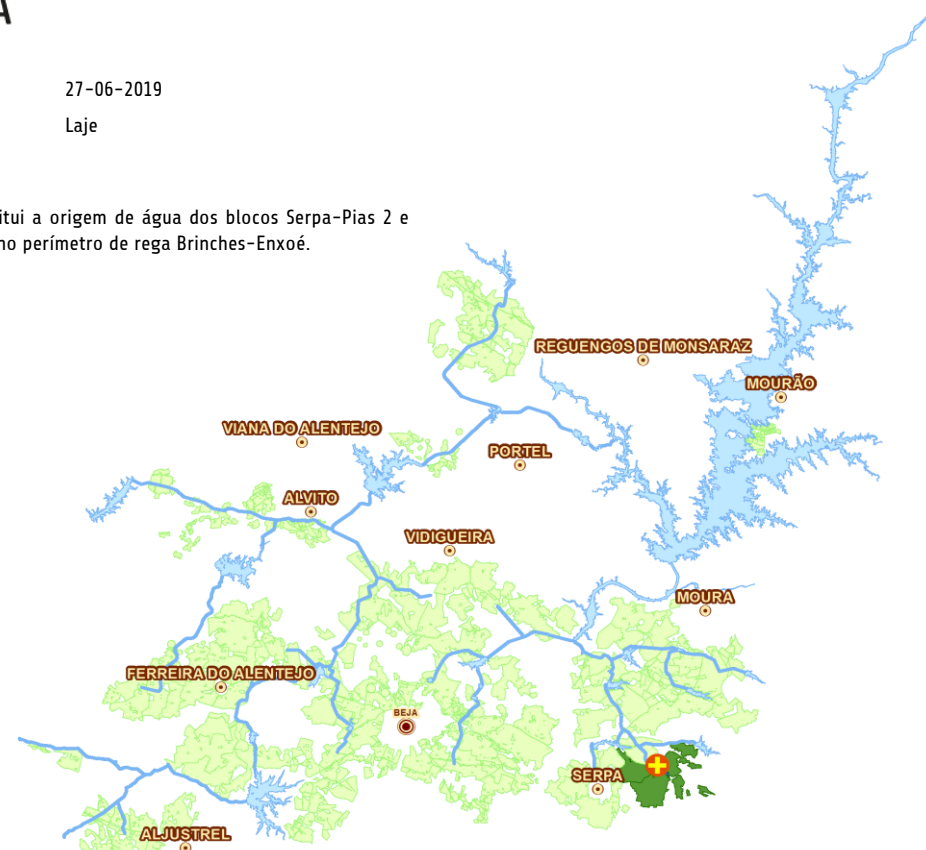 A
27-06-2019
Laje
itui a origem de água dos blocos Serpa-Pias 2 e
no perímetro de rega Brinches-Enxoé.
REGUENGOS DE MONSARAZ
MOURÃO
VIANA DO ALENTEJO
PORTEL
ALVITO
VIDIGUEIRA
MOURA
FERREIRA DO ALENTEJO
BEJA
SERPA
ALJUSTREL